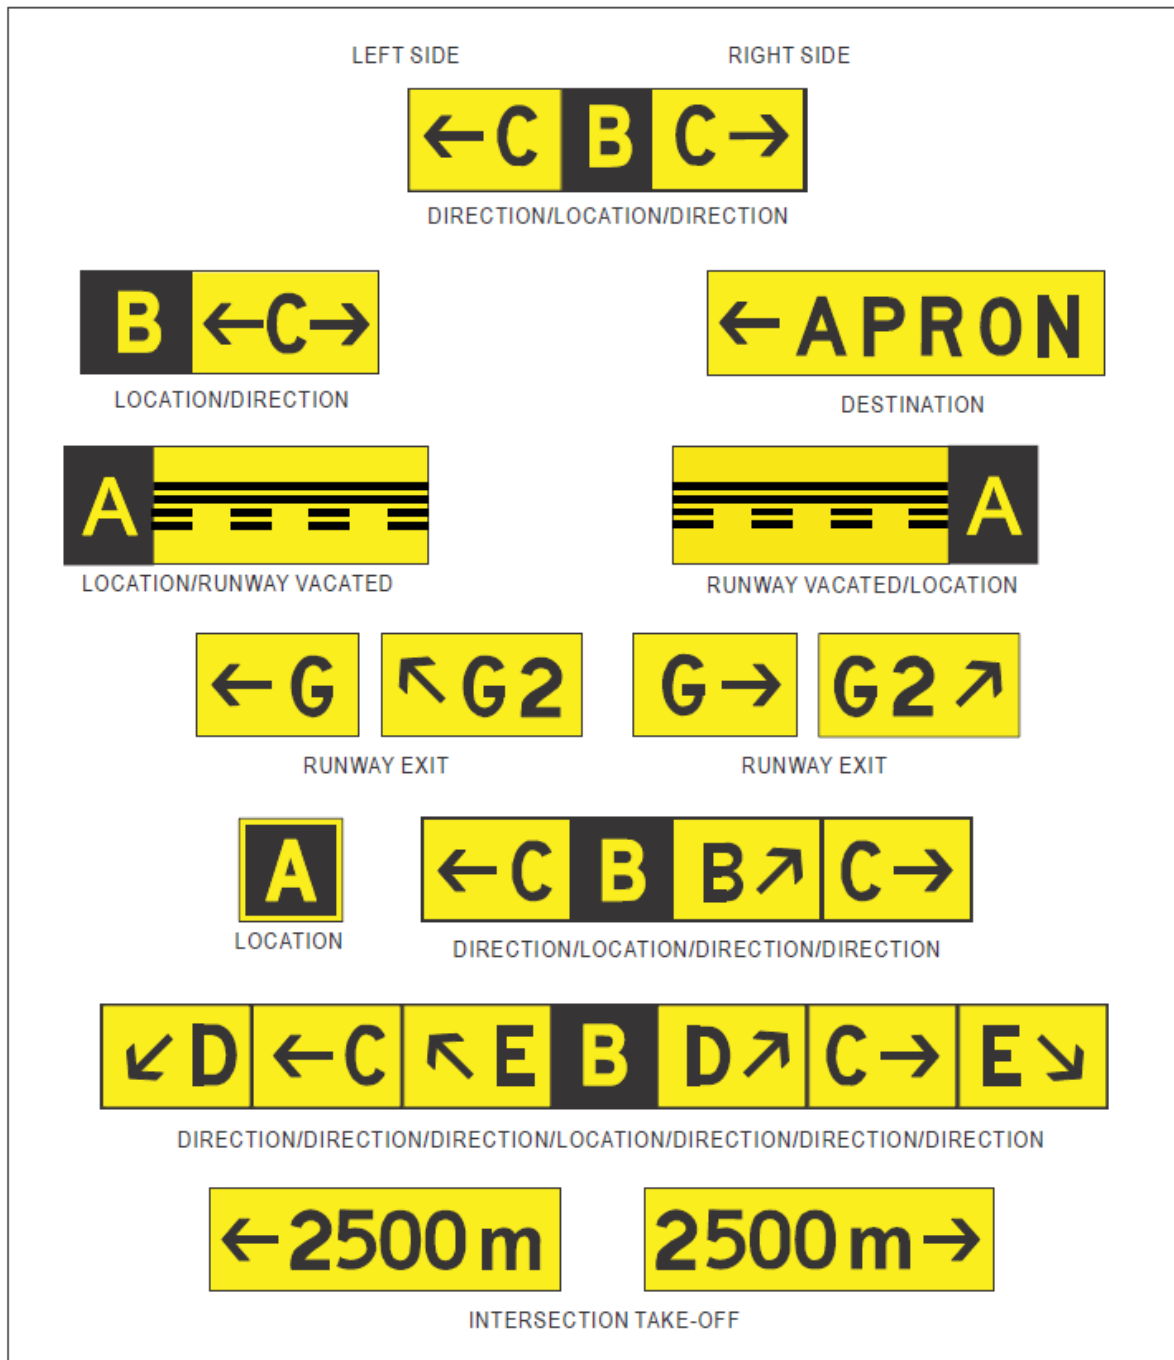 LEFT SIDE RIGHT SIDE
←C B C→
DIRECTION/LOCATION/DIRECTION
B ←C→ ←APRON
LOCATION/DIRECTION DESTINATION
A A
LOCATION/RUNWAY VACATED RUNWAY VACATED/LOCATION
←G ↖G2 G→ G2↗
RUNWAY EXIT RUNWAY EXIT
A ←C B B↗ C→
LOCATION DIRECTION/LOCATION/DIRECTION/DIRECTION
↙D ←C ↖E B D↗ C→ E↘
DIRECTION/DIRECTION/DIRECTION/LOCATION/DIRECTION/DIRECTION/DIRECTION
←2500 m 2500 m→
INTERSECTION TAKE-OFF